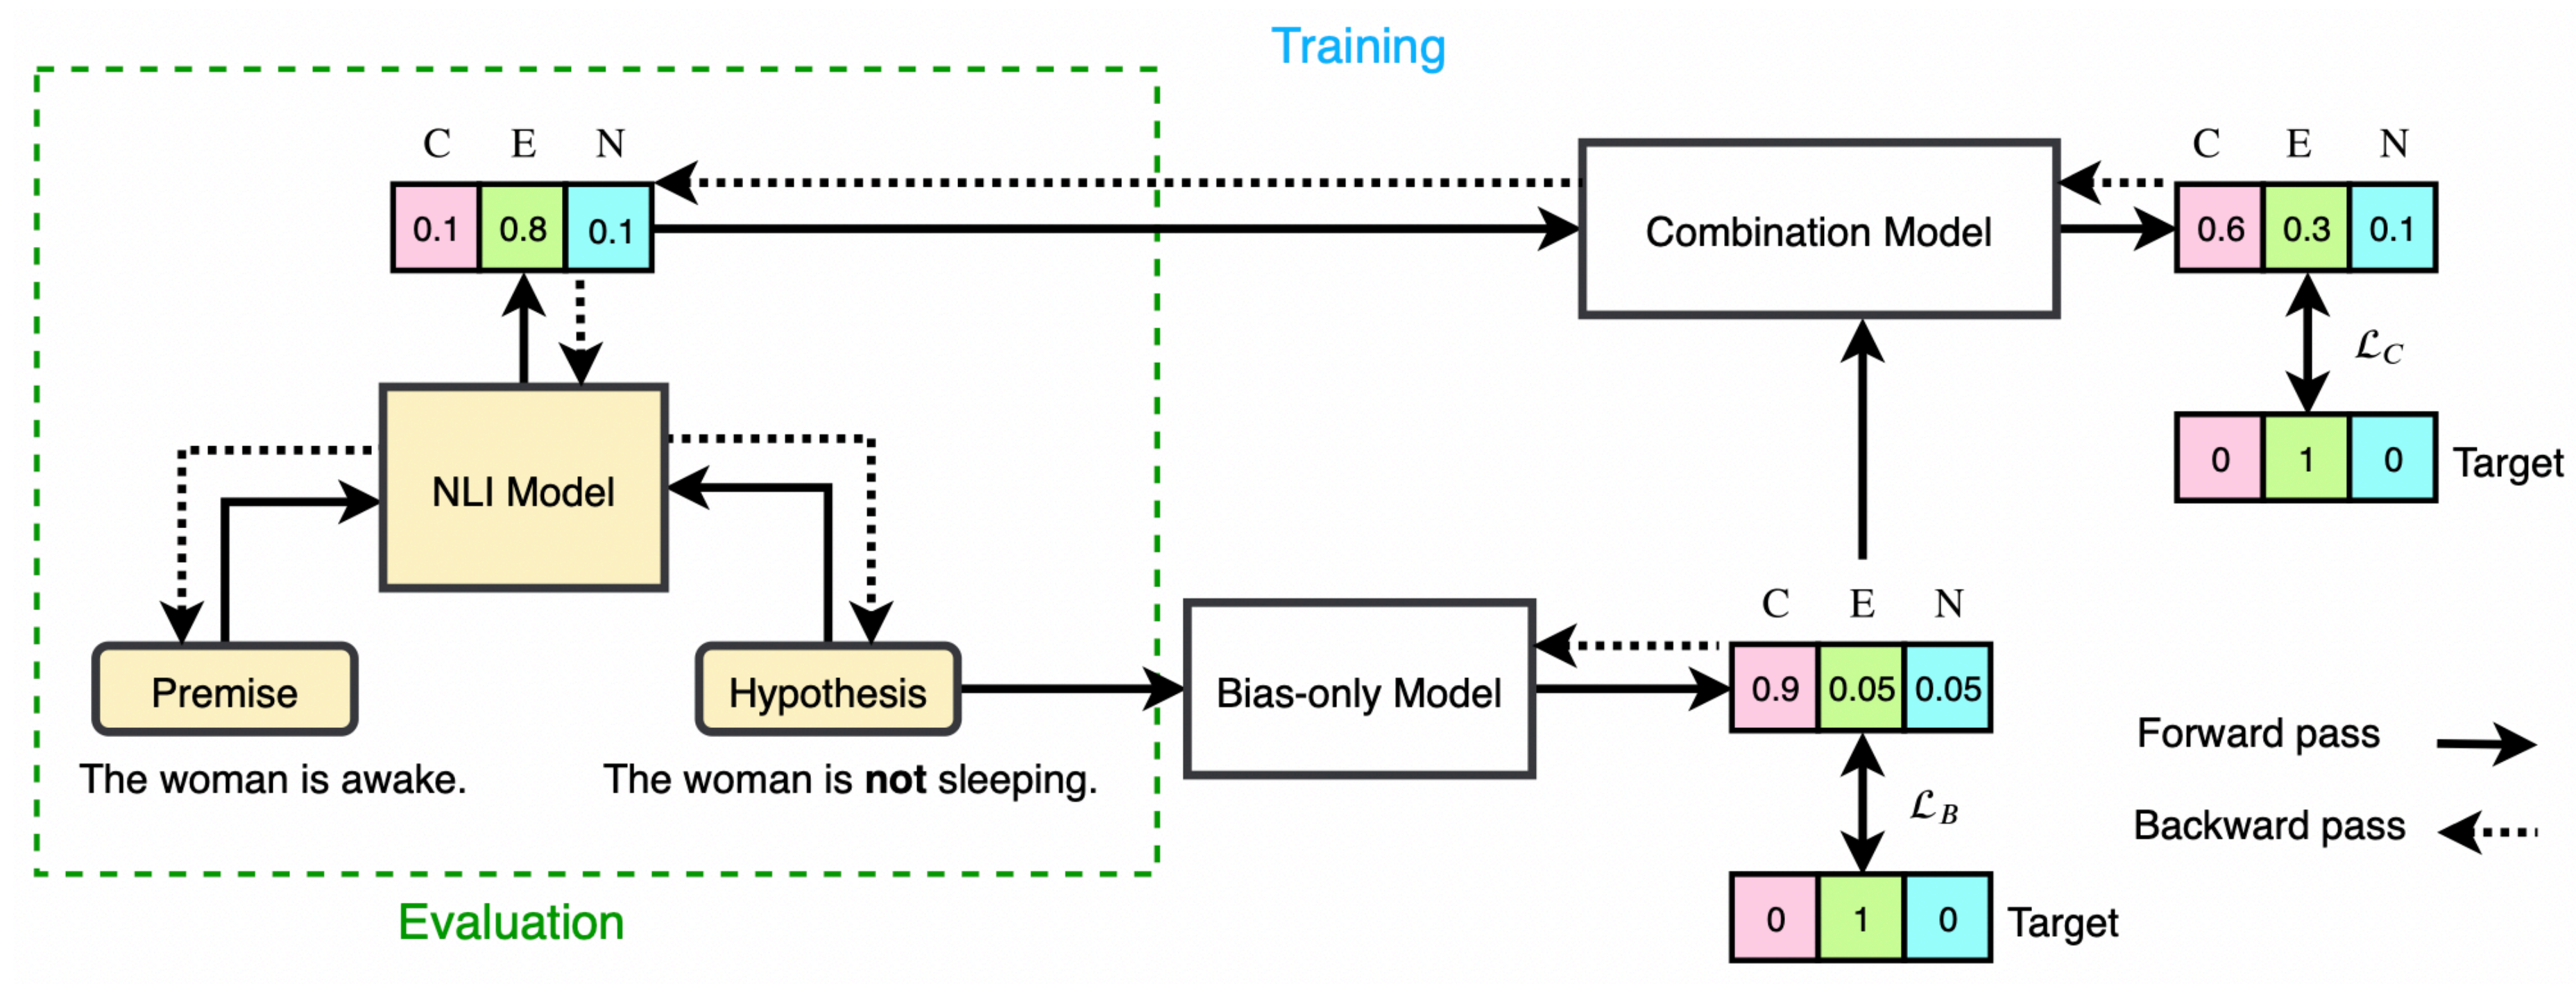 Training
C E N
0.1 0.8 0.1
Combination Model
C E N
0.6 0.3 0.1
ℒ_C
0 1 0 Target
NLI Model
Premise
The woman is awake.
Hypothesis
The woman is not sleeping.
Bias-only Model
C E N
0.9 0.05 0.05
ℒ_B
0 1 0 Target
Forward pass
Backward pass
Evaluation